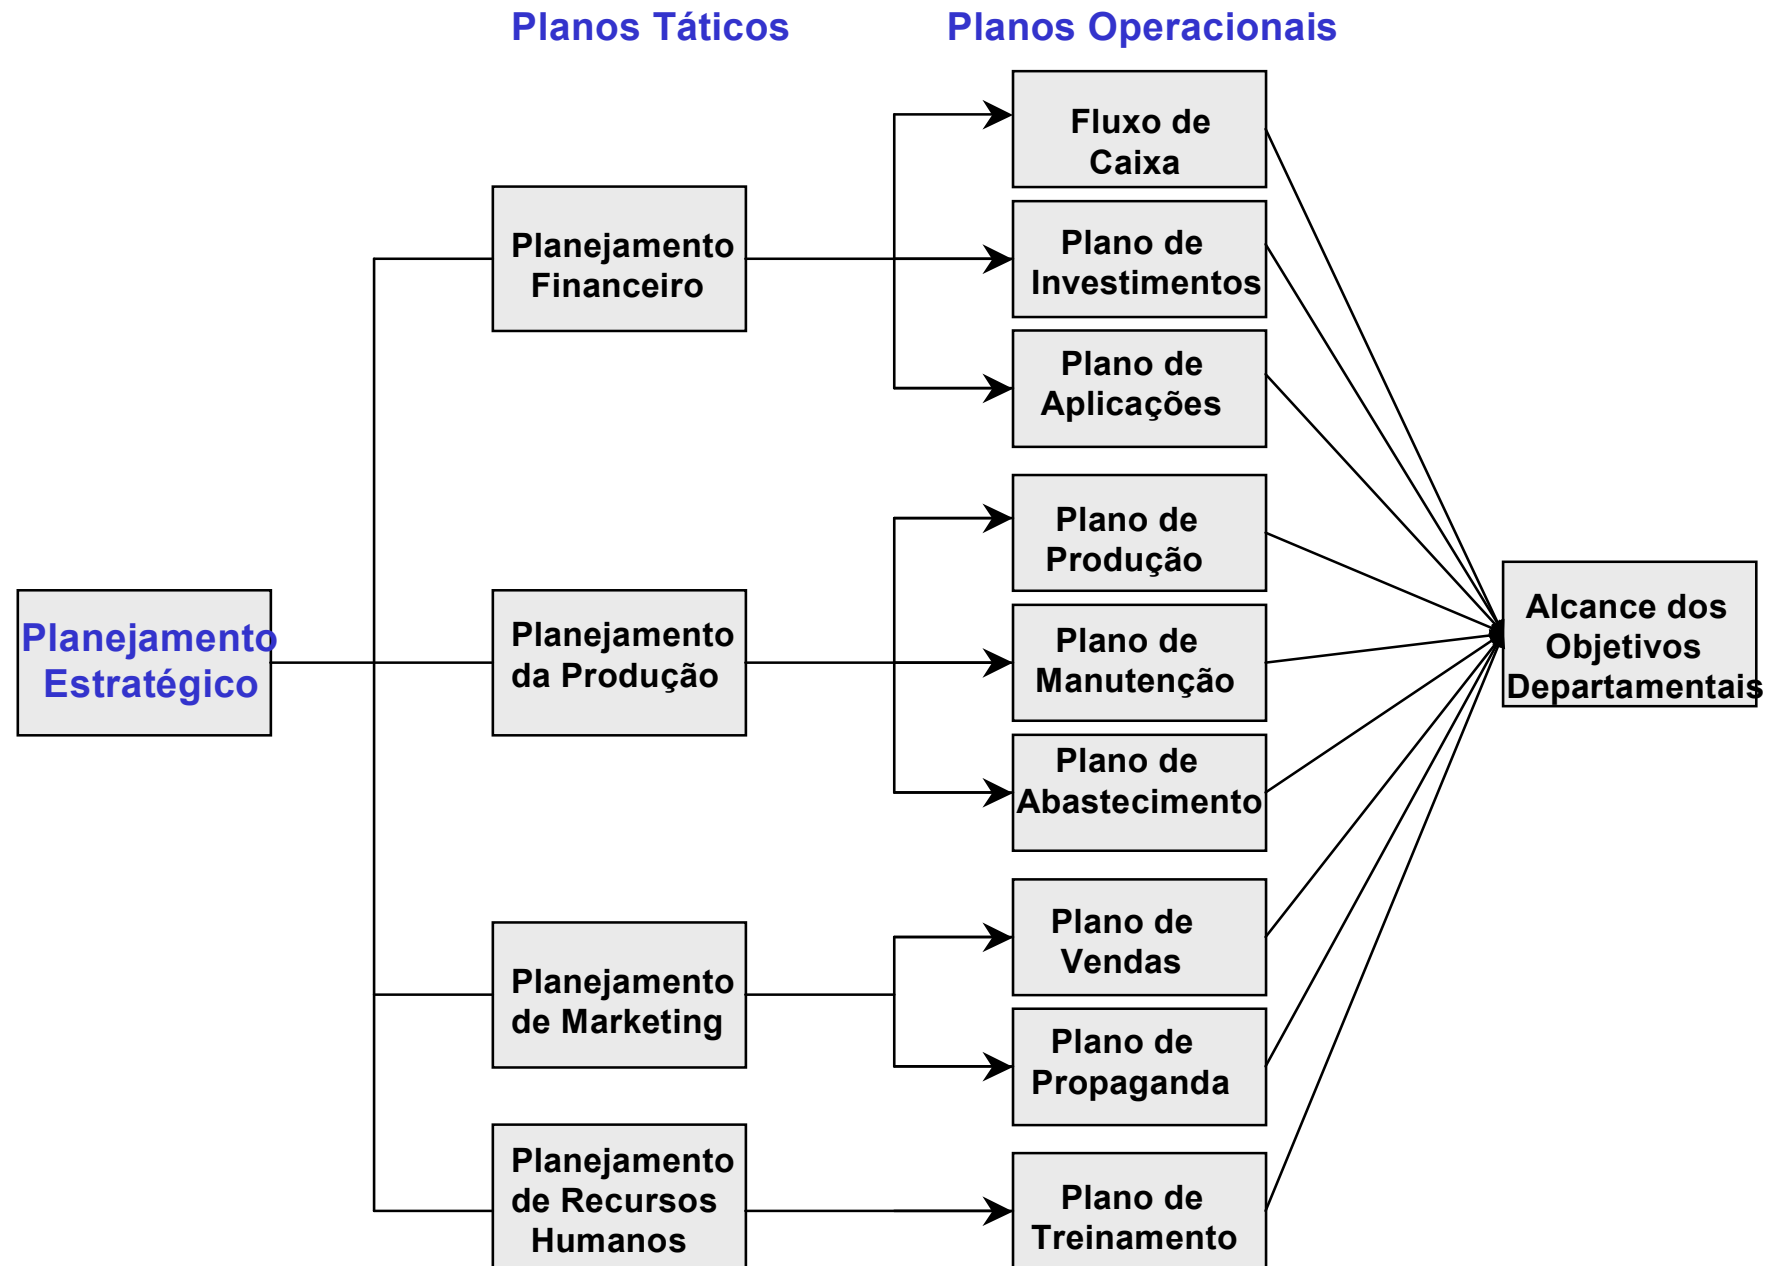 Planos Táticos
Planos Operacionais
Planejamento
Estratégico
Planejamento
Financeiro
Planejamento
da Produção
Planejamento
de Marketing
Planejamento
de Recursos
Humanos
Fluxo de
Caixa
Plano de
Investimentos
Plano de
Aplicações
Plano de
Produção
Plano de
Manutenção
Plano de
Abastecimento
Plano de
Vendas
Plano de
Propaganda
Plano de
Treinamento
Alcance dos
Objetivos
Departamentais